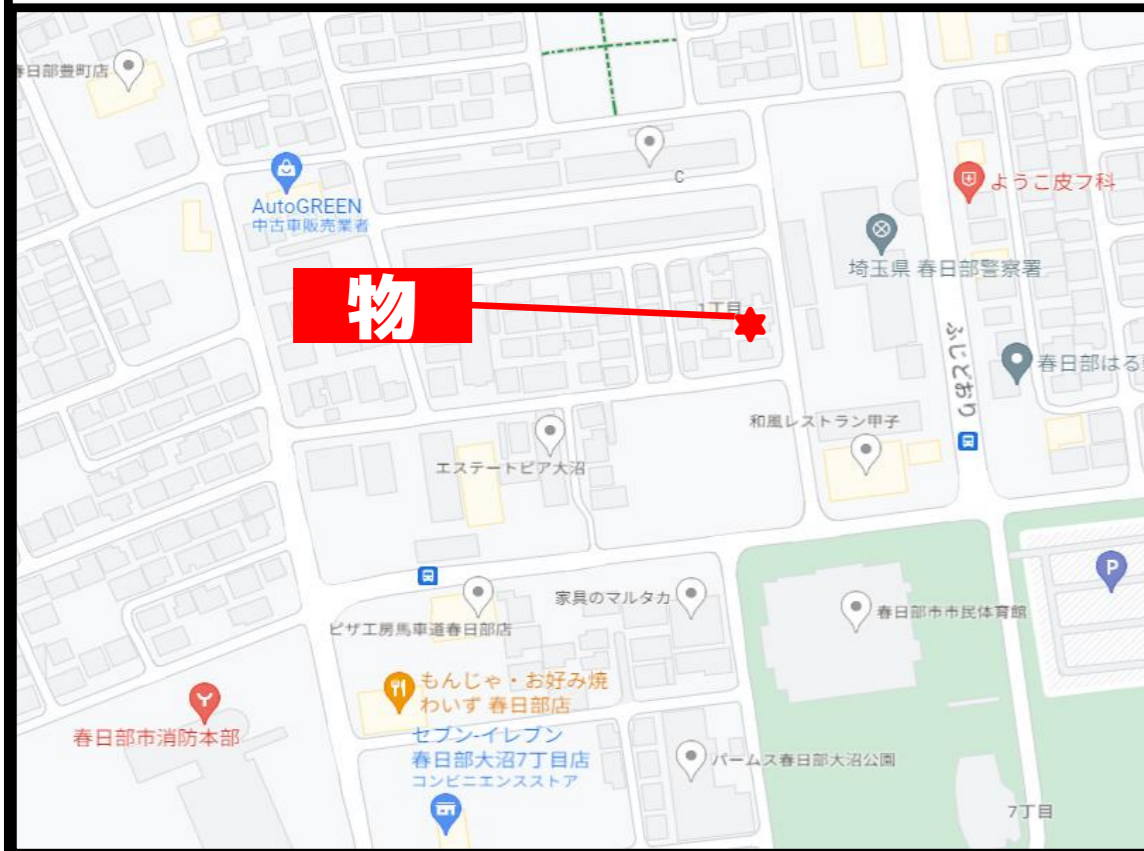 春日部豊町店
AutoGREEN
中古車販売業者
C
ようこ皮フ科
埼玉県 春日部警察署
物
1丁目
ふじどおり
春日部はる
和風レストラン甲子
エステートピア大沼
家具のマルタカ
ピザ工房馬車道春日部店
春日部市市民体育館
P
もんじゃ・お好み焼
わいず 春日部店
春日部市消防本部
セブン-イレブン
春日部大沼7丁目店
コンビニエンスストア
パームス春日部大沼公園
7丁目